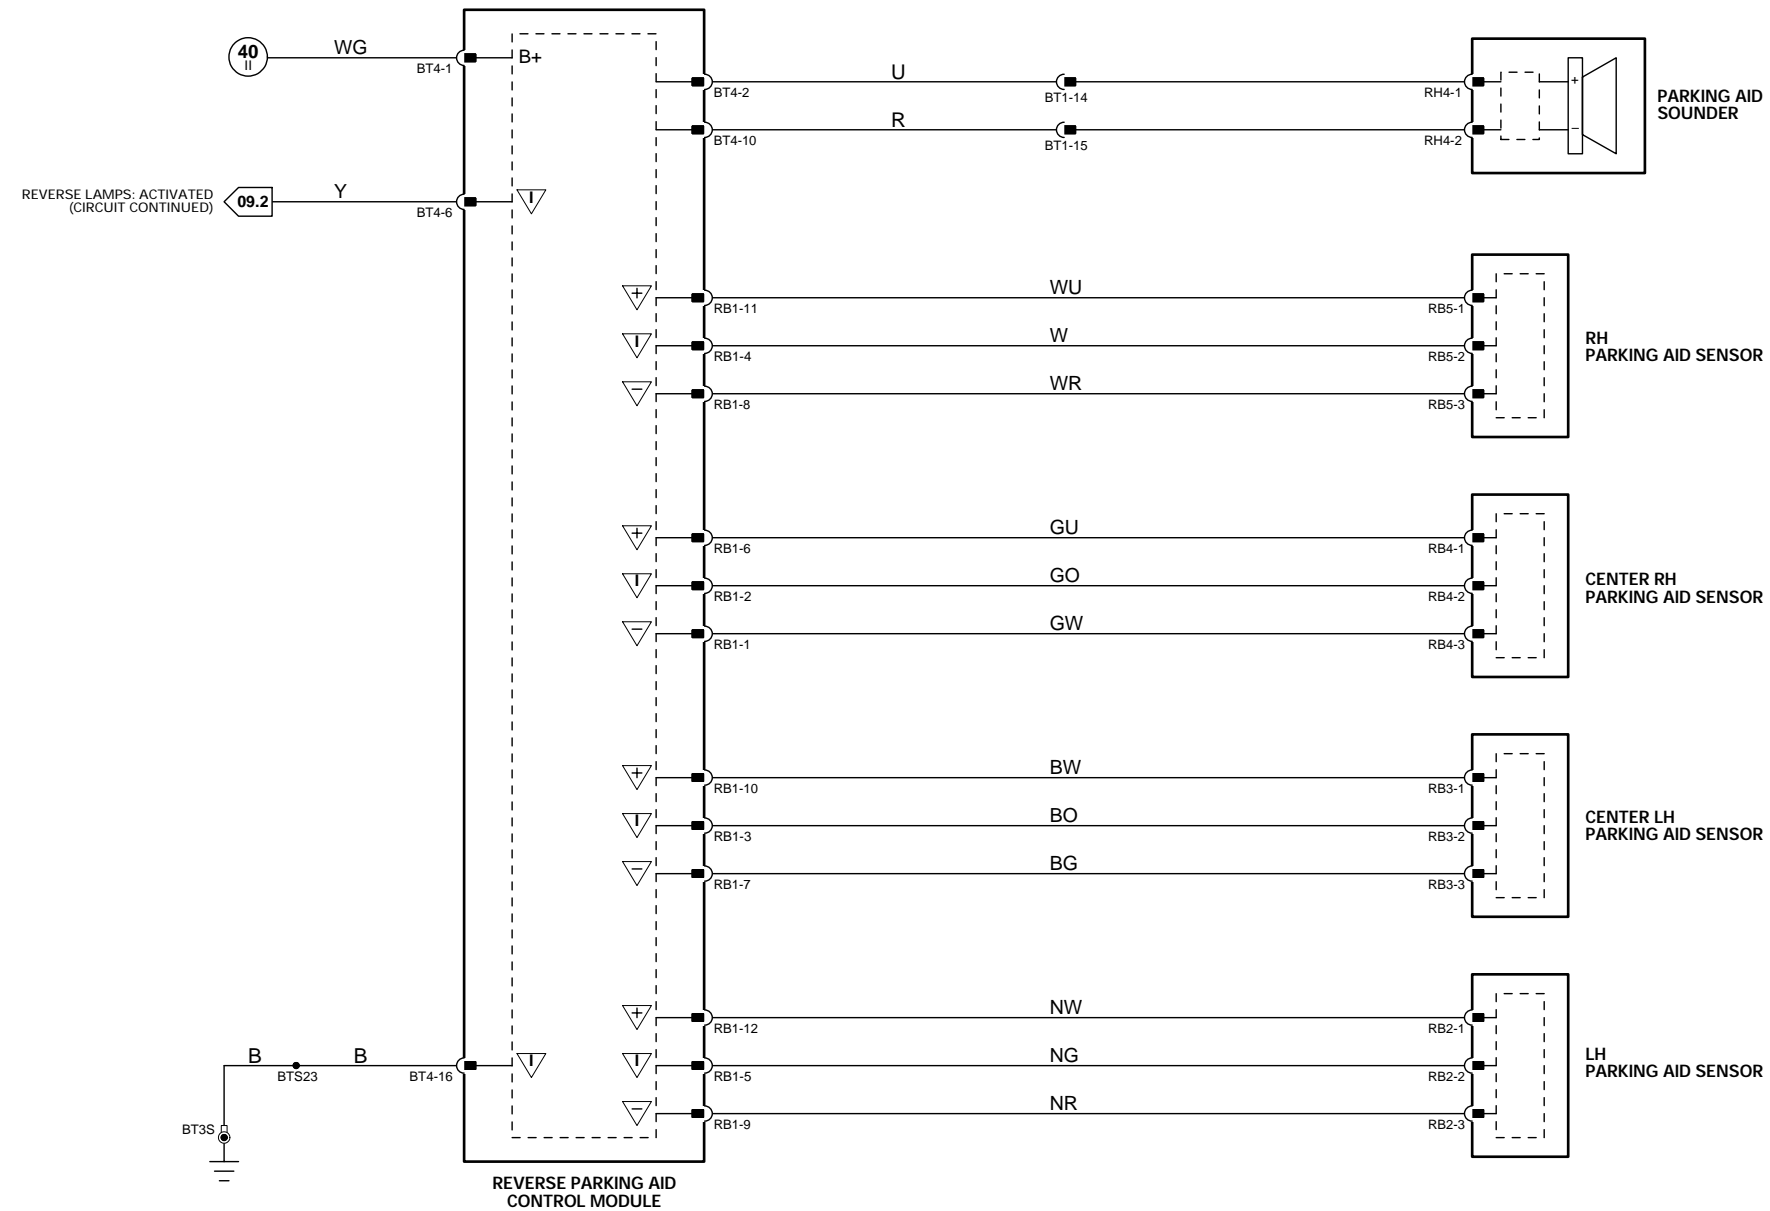 40
II
WG
BT4-1
B+
U
BT4-2
BT1-14
RH4-1
+
R
BT4-10
BT1-15
RH4-2
−
PARKING AID
SOUNDER
REVERSE LAMPS: ACTIVATED
(CIRCUIT CONTINUED)
09.2
Y
BT4-6
I
+
WU
RB1-11
RB5-1
I
W
RB1-4
RB5-2
−
WR
RB1-8
RB5-3
RH
PARKING AID SENSOR
+
GU
RB1-6
RB4-1
I
GO
RB1-2
RB4-2
−
GW
RB1-1
RB4-3
CENTER RH
PARKING AID SENSOR
+
BW
RB1-10
RB3-1
I
BO
RB1-3
RB3-2
−
BG
RB1-7
RB3-3
CENTER LH
PARKING AID SENSOR
+
NW
RB1-12
RB2-1
B
BTS23
B
BT4-16
I
I
NG
RB1-5
RB2-2
−
NR
RB1-9
RB2-3
LH
PARKING AID SENSOR
BT3S
REVERSE PARKING AID
CONTROL MODULE